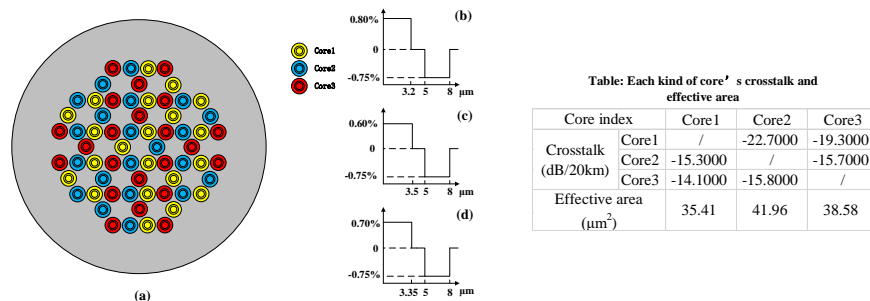 Core1
Core2
Core3
(a)
(b)
0.80%
0
-0.75%
3.2 5 8 μm
(c)
0.60%
0
-0.75%
3.5 5 8 μm
(d)
0.70%
0
-0.75%
3.35 5 8 μm
Table: Each kind of core’ s crosstalk and
effective area
Core index Core1 Core2 Core3
Crosstalk
(dB/20km)
Core1 / -22.7000 -19.3000
Core2 -15.3000 / -15.7000
Core3 -14.1000 -15.8000 /
Effective area
(μm²) 35.41 41.96 38.58